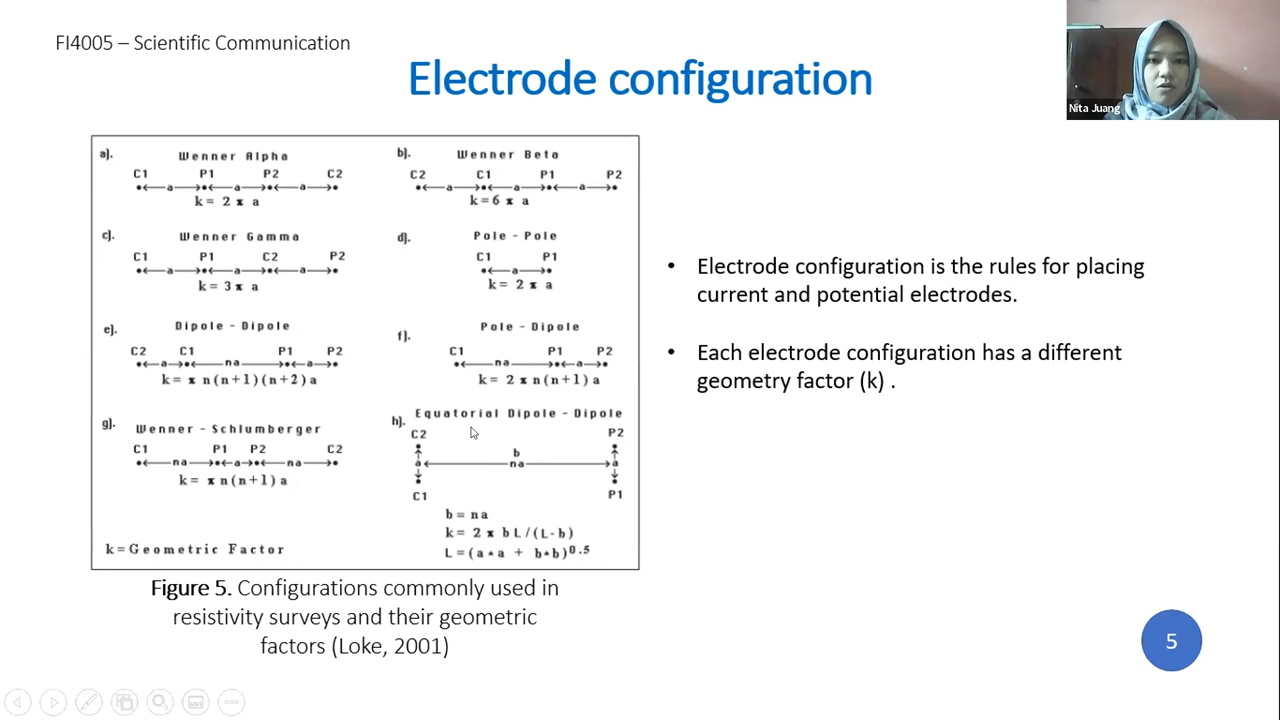 FI4005 – Scientific Communication
Electrode configuration
Nita Juang
a). Wenner Alpha
C1 P1 P2 C2
a a a
k= 2 π a
b). Wenner Beta
C2 C1 P1 P2
a a a
k=6 π a
c). Wenner Gamma
C1 P1 C2 P2
a a a
k= 3 π a
d). Pole - Pole
C1 P1
a
k= 2 π a
e). Dipole - Dipole
C2 C1 P1 P2
a na a
k= π n(n+1)(n+2)a
f). Pole - Dipole
C1 P1 P2
na a
k= 2 π n(n+1)a
g). Wenner - Schlumberger
C1 P1 P2 C2
na a na
k= π n(n+1)a
h). Equatorial Dipole - Dipole
C2 P2
b
a na a
C1 P1
b= na
k= 2 π bL/(L-b)
L=(a*a + b*b)0.5
k=Geometric Factor
Figure 5. Configurations commonly used in
resistivity surveys and their geometric
factors (Loke, 2001)
• Electrode configuration is the rules for placing
current and potential electrodes.
• Each electrode configuration has a different
geometry factor (k) .
5